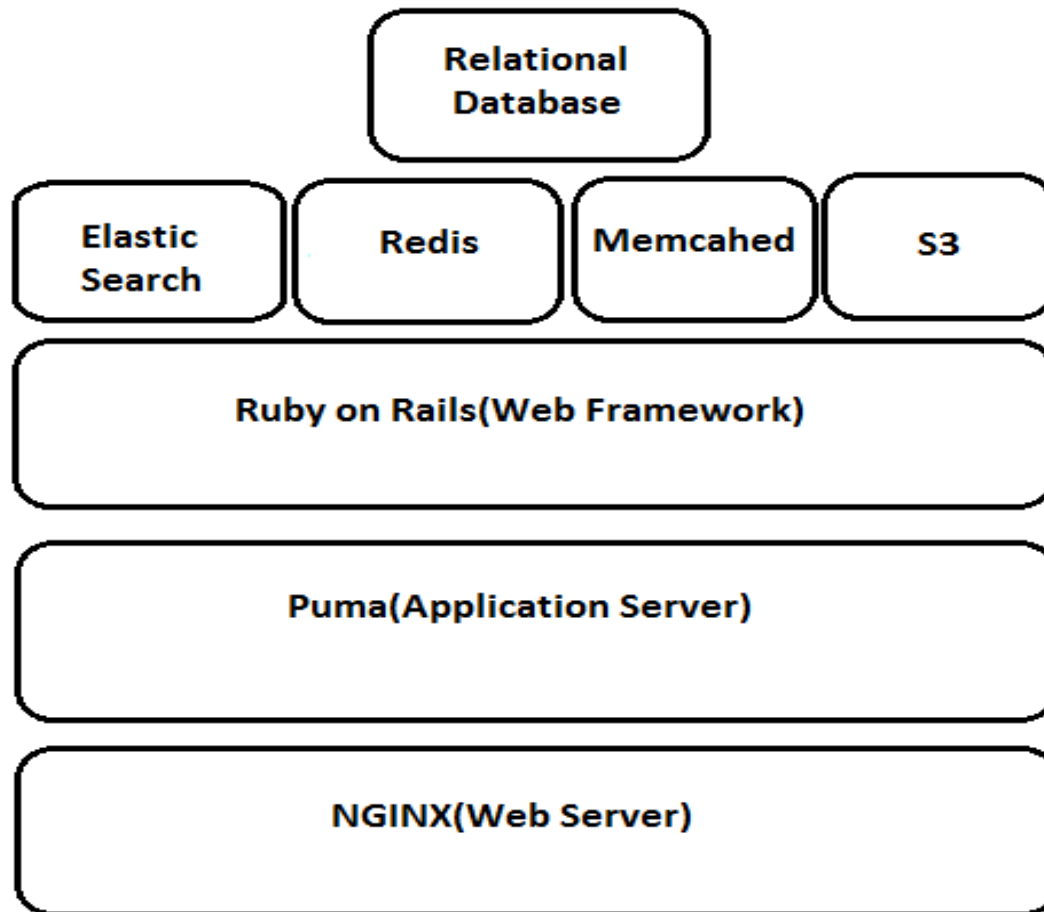 Relational
Database
Elastic
Search
Redis
Memcahed
S3
Ruby on Rails(Web Framework)
Puma(Application Server)
NGINX(Web Server)